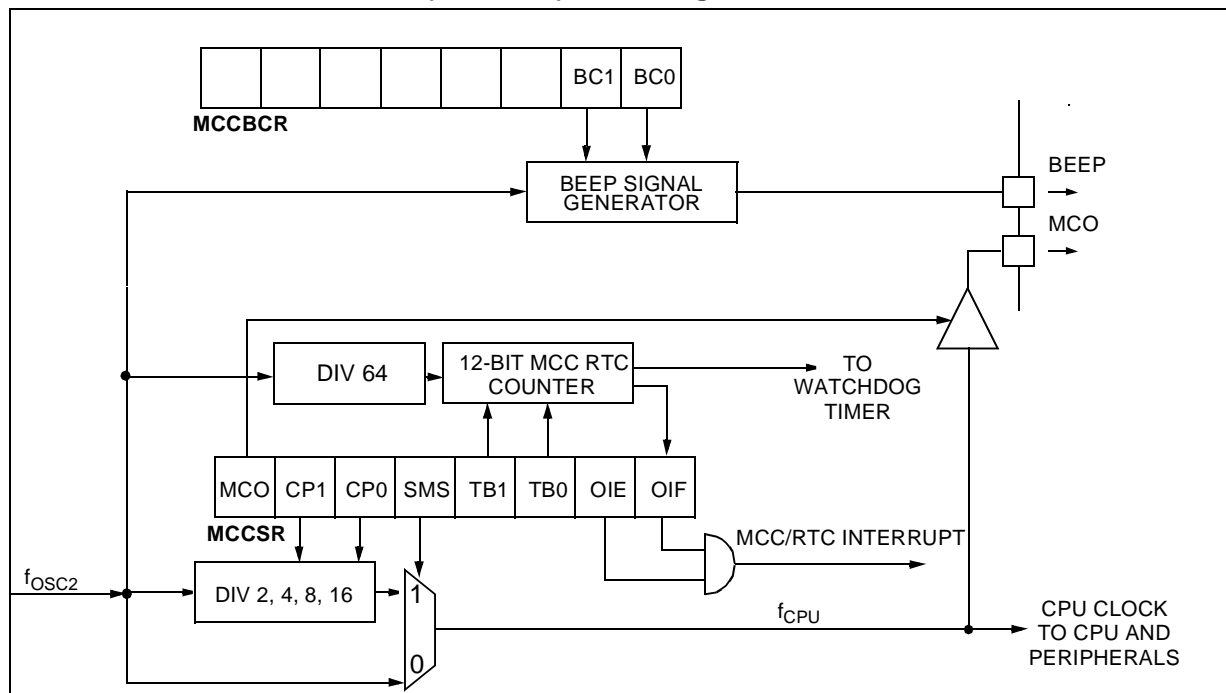 BC1 BC0
MCCBCR
BEEP SIGNAL
GENERATOR
BEEP
MCO
DIV 64
12-BIT MCC RTC
COUNTER
TO
WATCHDOG
TIMER
MCO CP1 CP0 SMS TB1 TB0 OIE OIF
MCCSR
MCC/RTC INTERRUPT
fOSC2
DIV 2, 4, 8, 16
1
0
fCPU
CPU CLOCK
TO CPU AND
PERIPHERALS